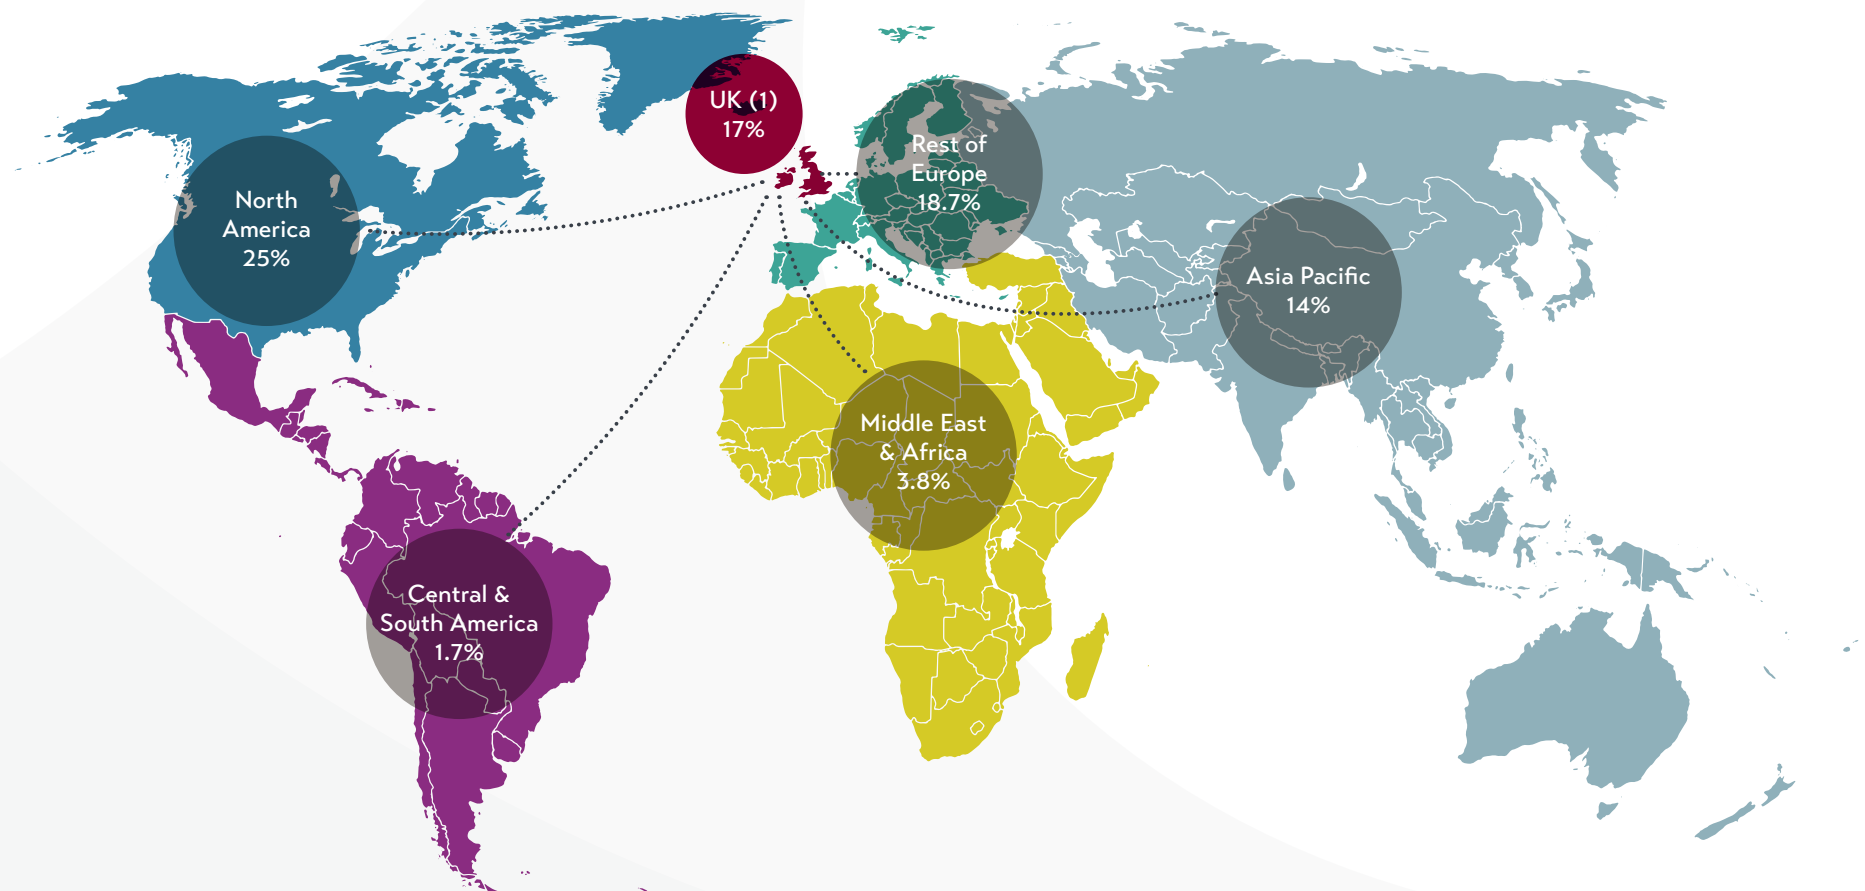 UK (1)
17%
Rest of
Europe
18.7%
North
America
25%
Asia Pacific
14%
Middle East
& Africa
3.8%
Central &
South America
1.7%